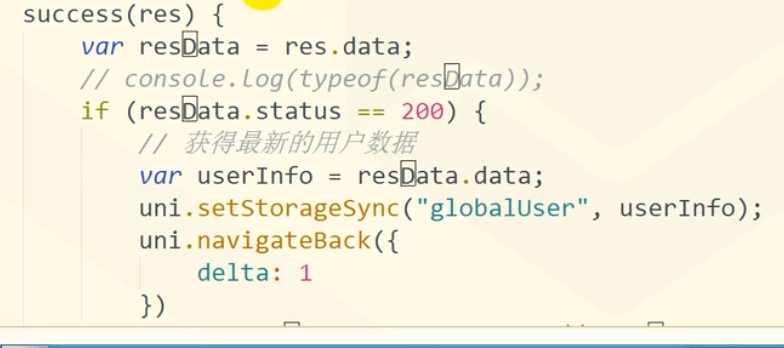 success(res) {
var resData = res.data;
// console.log(typeof(resData));
if (resData.status == 200) {
// 获得最新的用户数据
var userInfo = resData.data;
uni.setStorageSync("globalUser", userInfo);
uni.navigateBack({
delta: 1
})